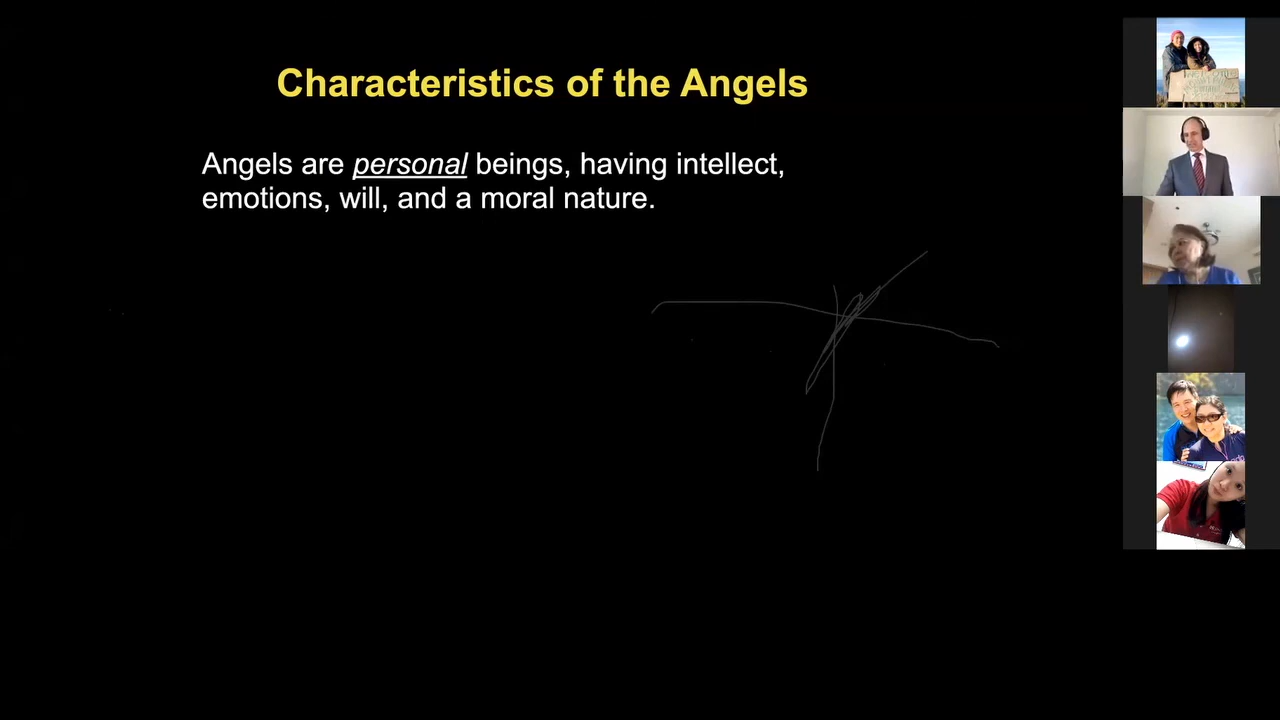 Characteristics of the Angels
Angels are personal beings, having intellect,
emotions, will, and a moral nature.